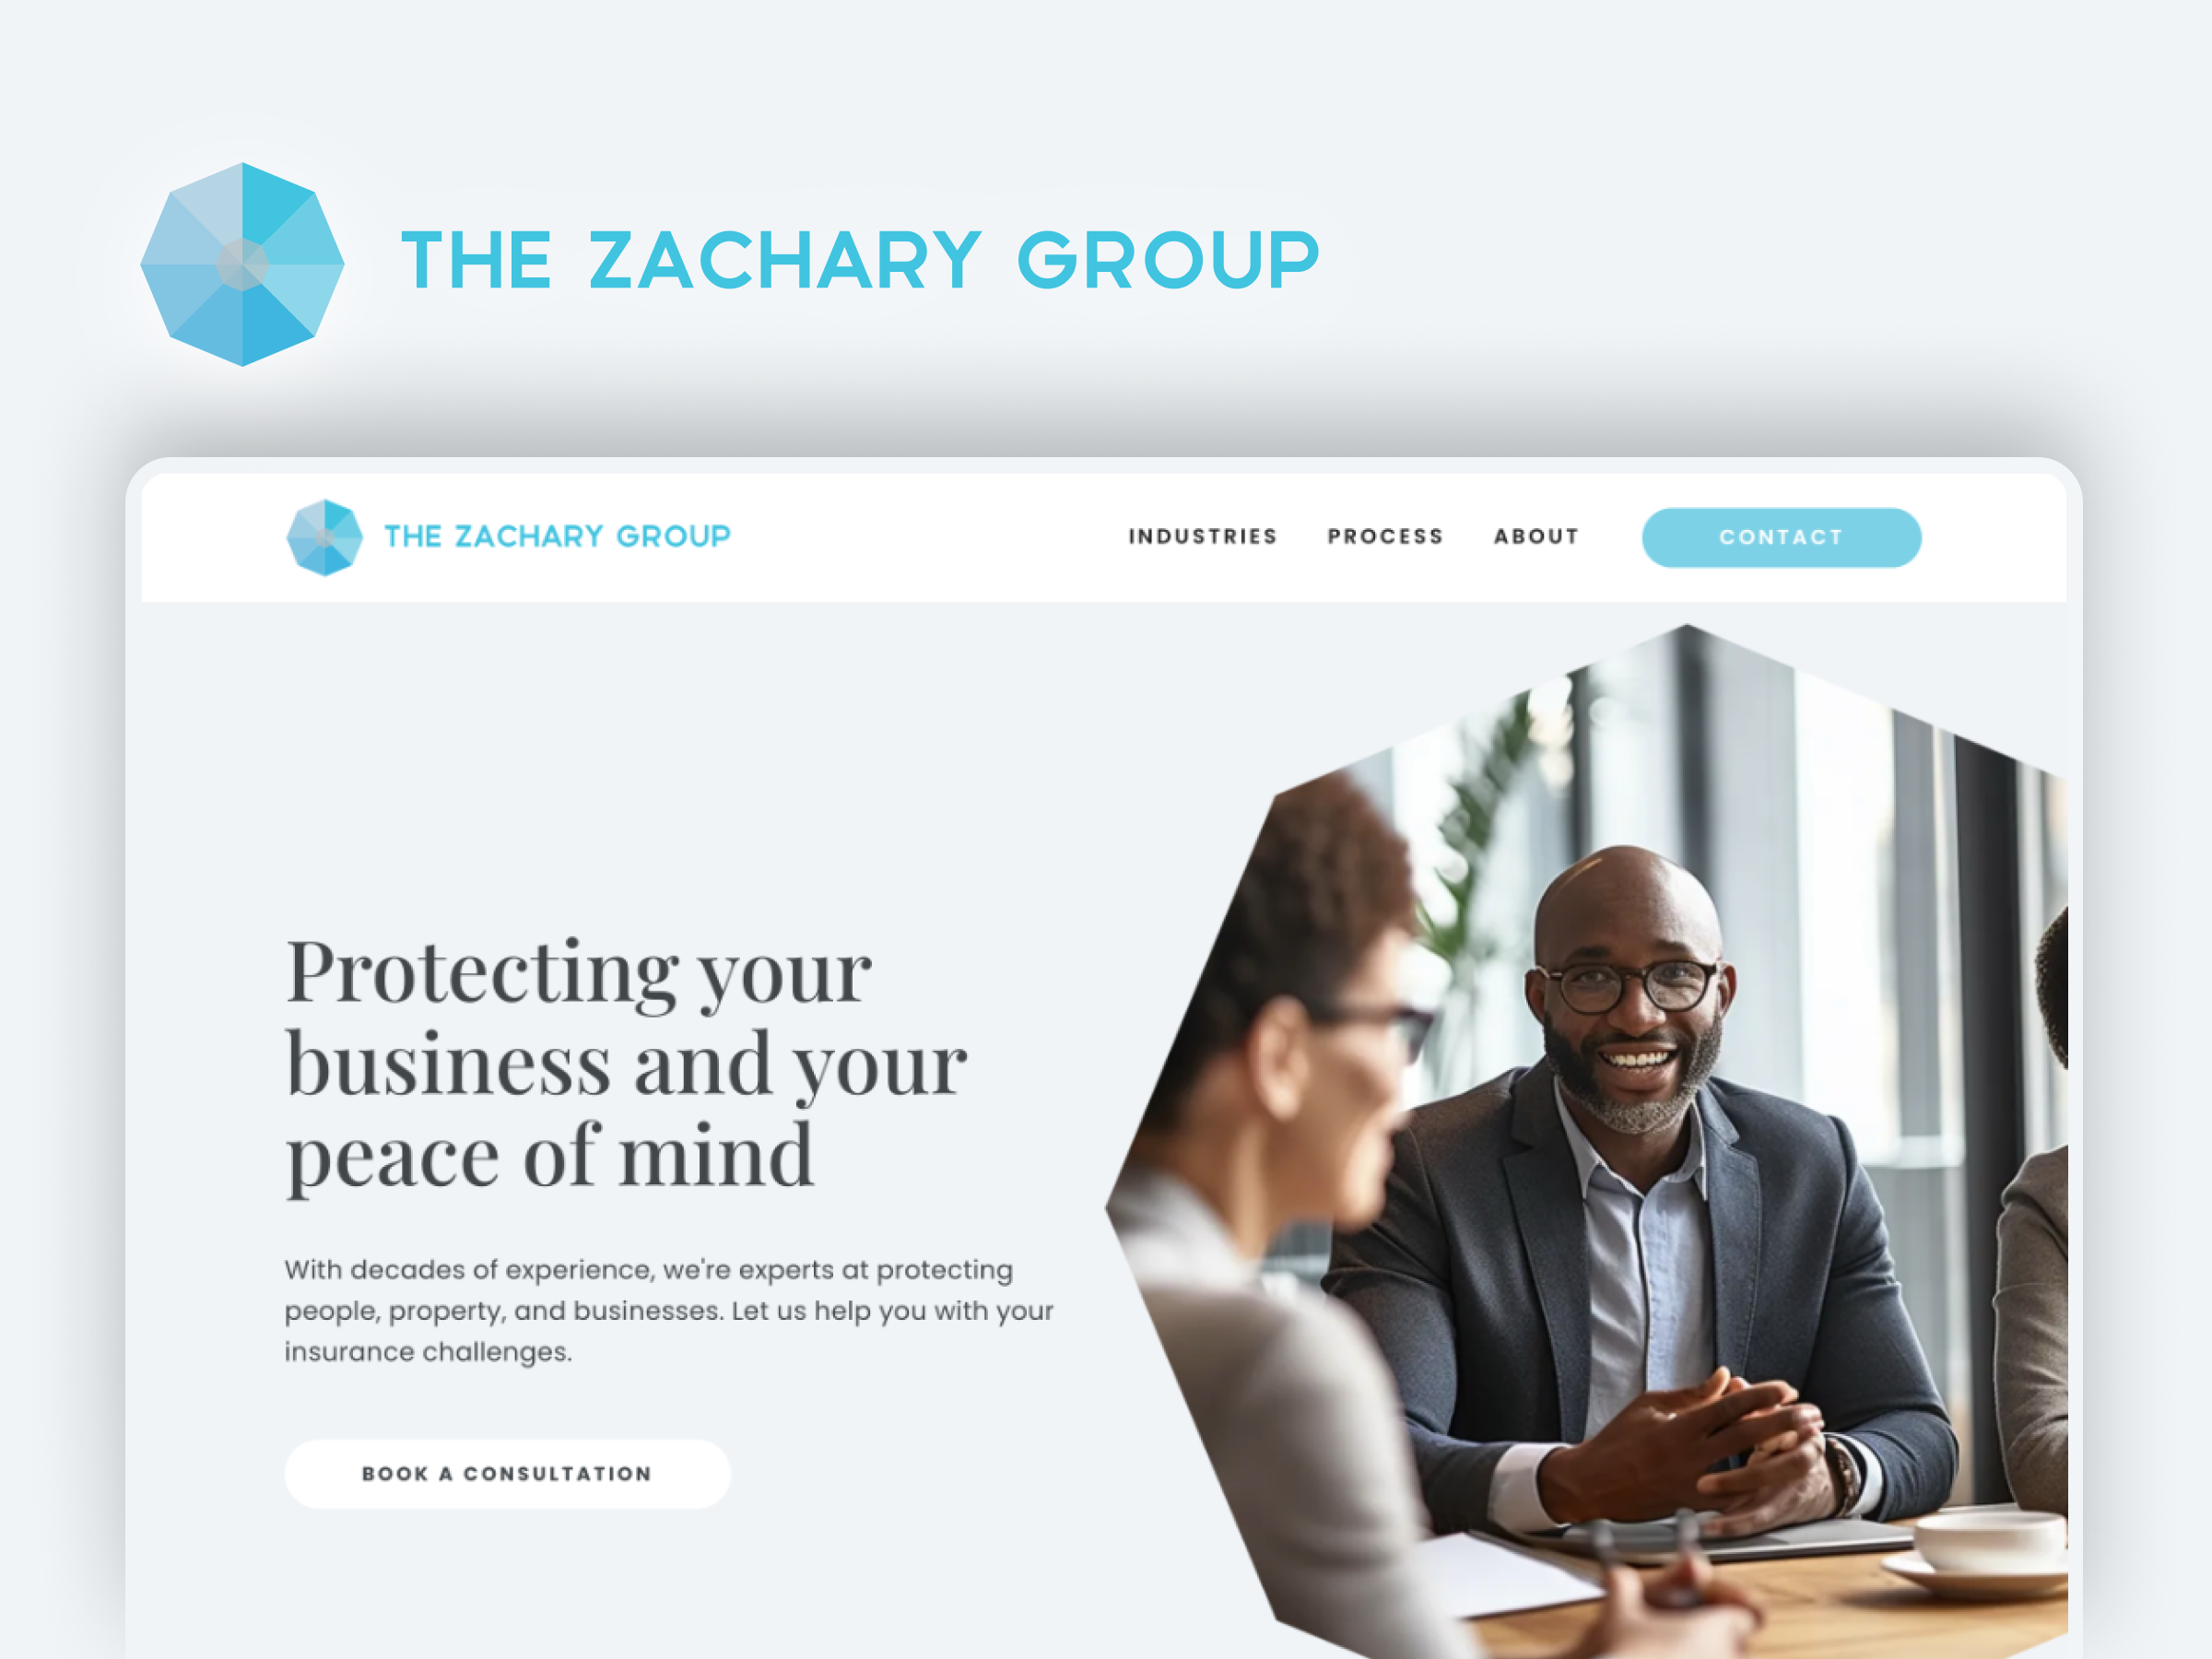 THE ZACHARY GROUP
THE ZACHARY GROUP
INDUSTRIES
PROCESS
ABOUT
CONTACT
Protecting your
business and your
peace of mind
With decades of experience, we're experts at protecting
people, property, and businesses. Let us help you with your
insurance challenges.
BOOK A CONSULTATION